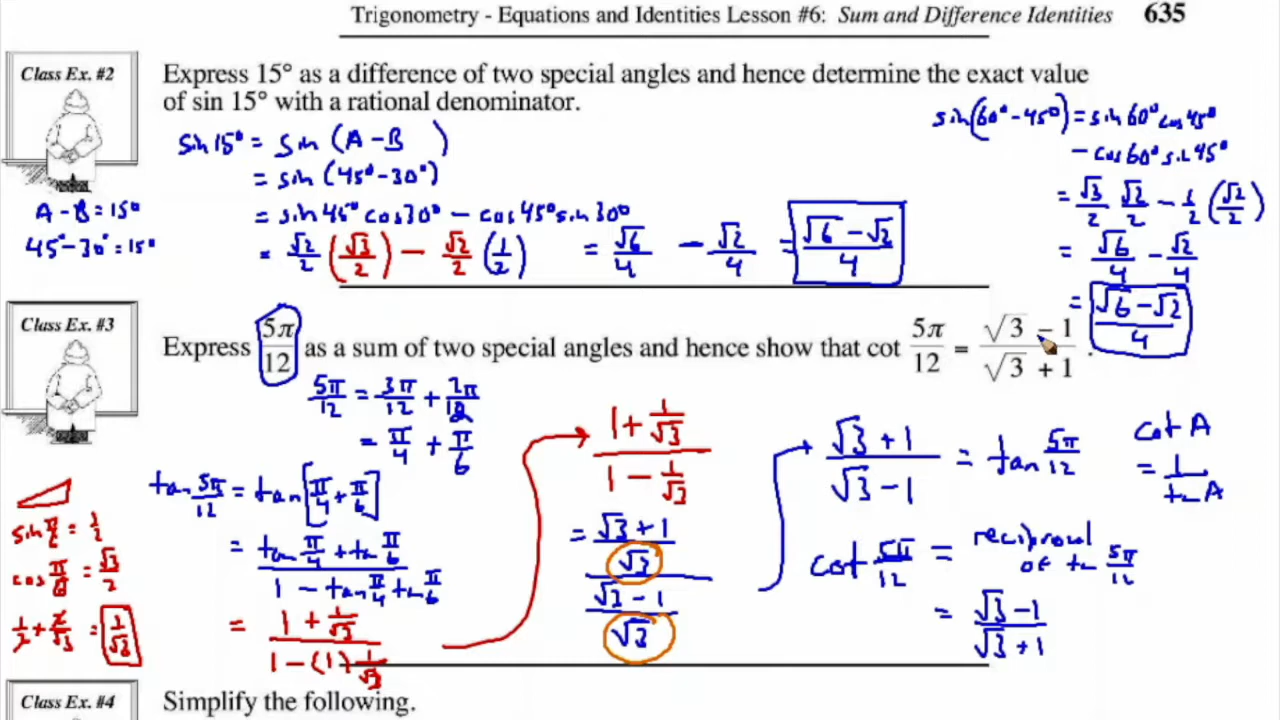 Trigonometry - Equations and Identities Lesson #6: Sum and Difference Identities 635
Class Ex. #2
Express 15° as a difference of two special angles and hence determine the exact value
of sin 15° with a rational denominator.
sin 15° = sin (A - B )
= sin (45° - 30°)
= sin 45° cos 30° - cos 45° sin 30°
= √2/2 (√3/2) - √2/2 (1/2) = √6/4 - √2/4 = (√6 - √2)/4
A - B = 15°
45° - 30° = 15°
sin(60° - 45°) = sin 60° cos 45°
- cos 60° sin 45°
= √3/2 √2/2 - 1/2 (√2/2)
= √6/4 - √2/4
= (√6 - √2)/4
Class Ex. #3
Express 5π/12 as a sum of two special angles and hence show that cot 5π/12 = (√3 - 1)/(√3 + 1) .
5π/12 = 3π/12 + 2π/12
= π/4 + π/6
tan 5π/12 = tan [π/4 + π/6]
= (tan π/4 + tan π/6)/(1 - tan π/4 tan π/6)
= (1 + 1/√3)/(1 - (1) 1/√3)
sin π/6 = 1/2
cos π/6 = √3/2
1/2 ÷ √3/2 = 1/√3
(1 + 1/√3)/(1 - 1/√3)
= ((√3 + 1)/√3)/((√3 - 1)/√3)
(√3 + 1)/(√3 - 1) = tan 5π/12
cot A
= 1/tan A
cot 5π/12 = reciprocal
of tan 5π/12
= (√3 - 1)/(√3 + 1)
Class Ex. #4
Simplify the following.